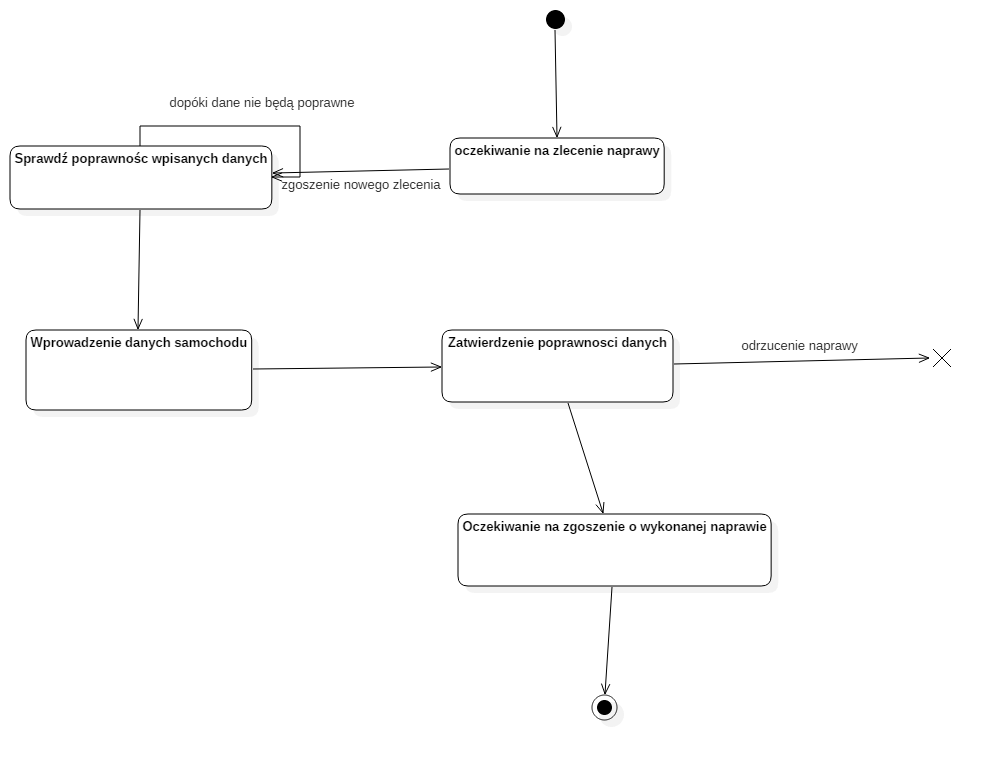 dopóki dane nie będą poprawne
oczekiwanie na zlecenie naprawy
Sprawdź poprawnośc wpisanych danych
zgoszenie nowego zlecenia
Wprowadzenie danych samochodu
Zatwierdzenie poprawnosci danych
odrzucenie naprawy
Oczekiwanie na zgoszenie o wykonanej naprawie